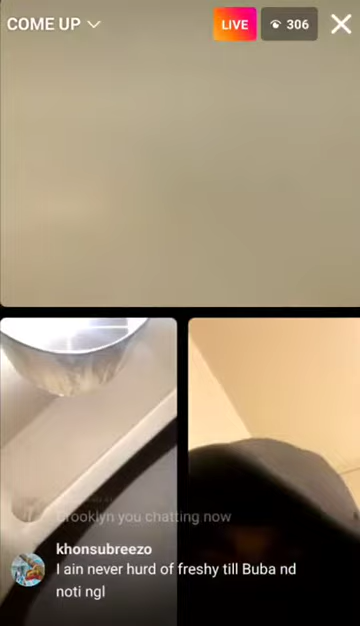 COME UP
LIVE
306
Brooklyn you chatting now
khonsubreezo
I ain never hurd of freshy till Buba nd
noti ngl